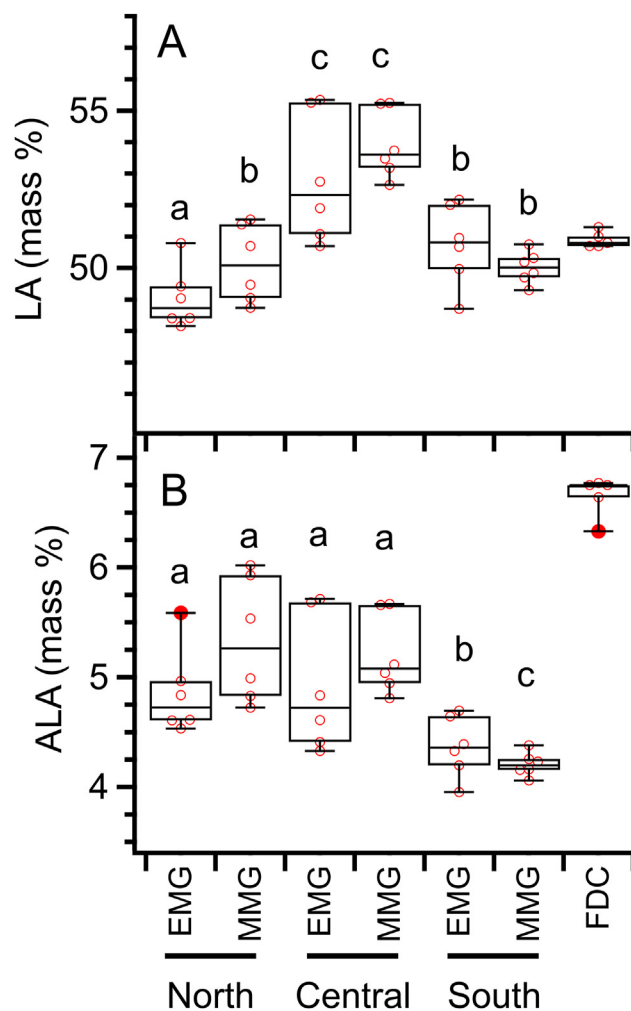 A
c
c
LA (mass %)
55
50
a
b
b
b
B
ALA (mass %)
7
6
5
4
a
a
a
a
b
c
EMG MMG EMG MMG EMG MMG FDC
North Central South